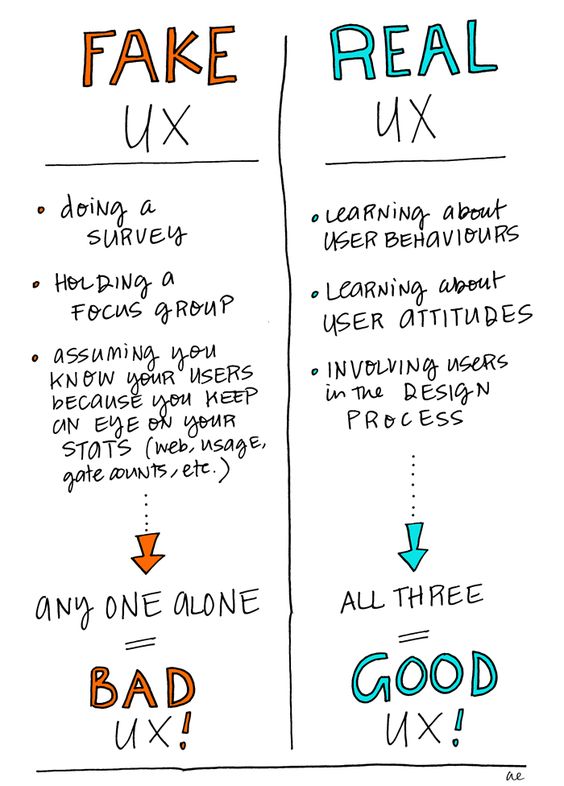 FAKE
UX
• doing a
SURVEY
• HOLDING a
FOCUS GROUP
• assuming you
KNOW your USERS
because you KEEP
an EYE ON YOUR
STATS (web, usage,
gate counts, etc.)
any ONE ALONE
=
BAD
UX!
REAL
UX
• Learning about
USER BEHAVIOURS
• Learning about
USER ATTITUDES
• INVOLVING users
in the DESIGN
PROCESS
ALL THREE
=
GOOD
UX!
ae